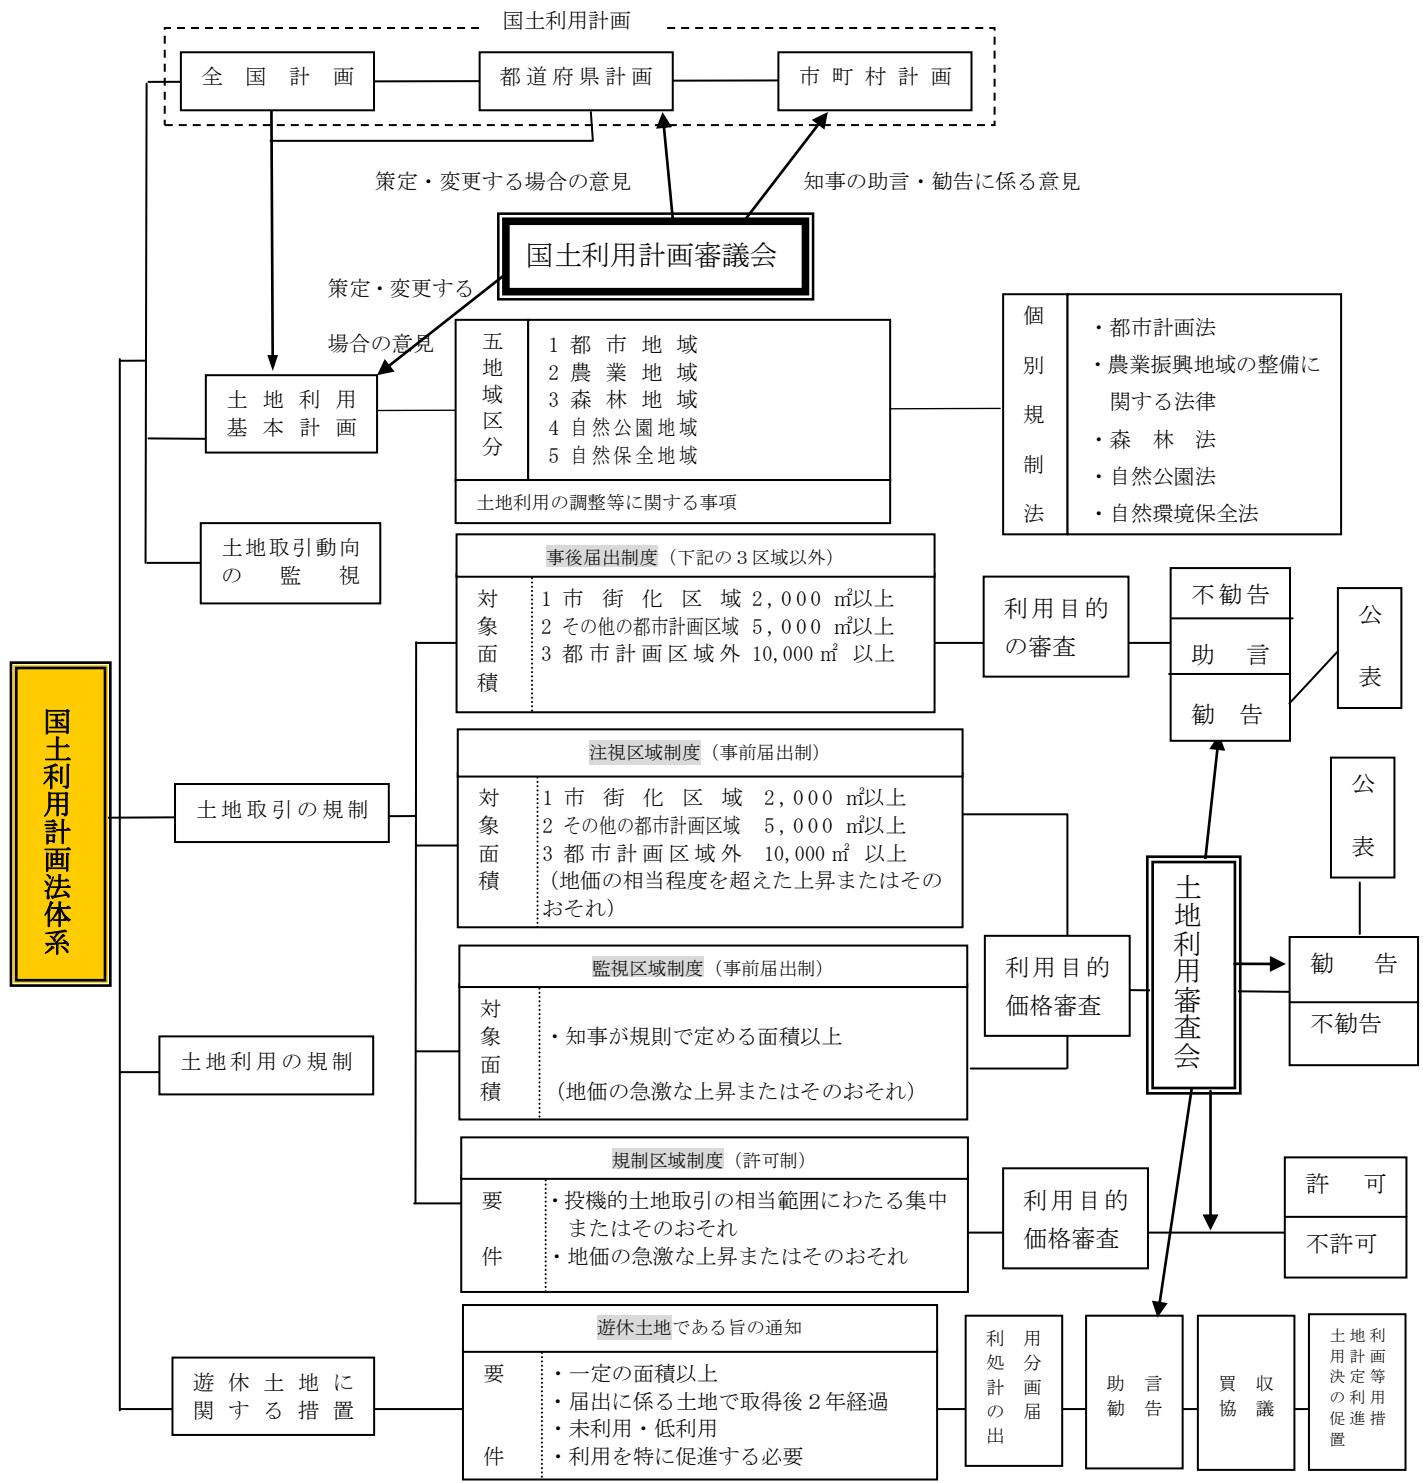 国土利用計画
全国計画
都道府県計画
市町村計画
策定・変更する場合の意見
知事の助言・勧告に係る意見
国土利用計画審議会
策定・変更する
場合の意見
土地利用
基本計画
五地域区分
1 都市地域
2 農業地域
3 森林地域
4 自然公園地域
5 自然保全地域
土地利用の調整等に関する事項
個別規制法
・都市計画法
・農業振興地域の整備に
関する法律
・森林法
・自然公園法
・自然環境保全法
土地取引動向
の監視
国土利用計画法体系
土地取引の規制
事後届出制度(下記の3区域以外)
対象面積
1 市街化区域 2,000 ㎡以上
2 その他の都市計画区域 5,000 ㎡以上
3 都市計画区域外 10,000 ㎡ 以上
利用目的
の審査
不勧告
助言
勧告
公表
注視区域制度(事前届出制)
対象面積
1 市街化区域 2,000 ㎡以上
2 その他の都市計画区域 5,000 ㎡以上
3 都市計画区域外 10,000 ㎡ 以上
(地価の相当程度を超えた上昇またはその
おそれ)
監視区域制度(事前届出制)
対象面積
・知事が規則で定める面積以上
(地価の急激な上昇またはそのおそれ)
利用目的
価格審査
土地利用審査会
公表
勧告
不勧告
土地利用の規制
規制区域制度(許可制)
要件
・投機的土地取引の相当範囲にわたる集中
またはそのおそれ
・地価の急激な上昇またはそのおそれ
利用目的
価格審査
許可
不許可
遊休土地に
関する措置
遊休土地である旨の通知
要件
・一定の面積以上
・届出に係る土地で取得後2年経過
・未利用・低利用
・利用を特に促進する必要
利用
処分
計画
の届
出
助言
勧告
買収
協議
土地利
用計画
決定等
の利用
促進措
置